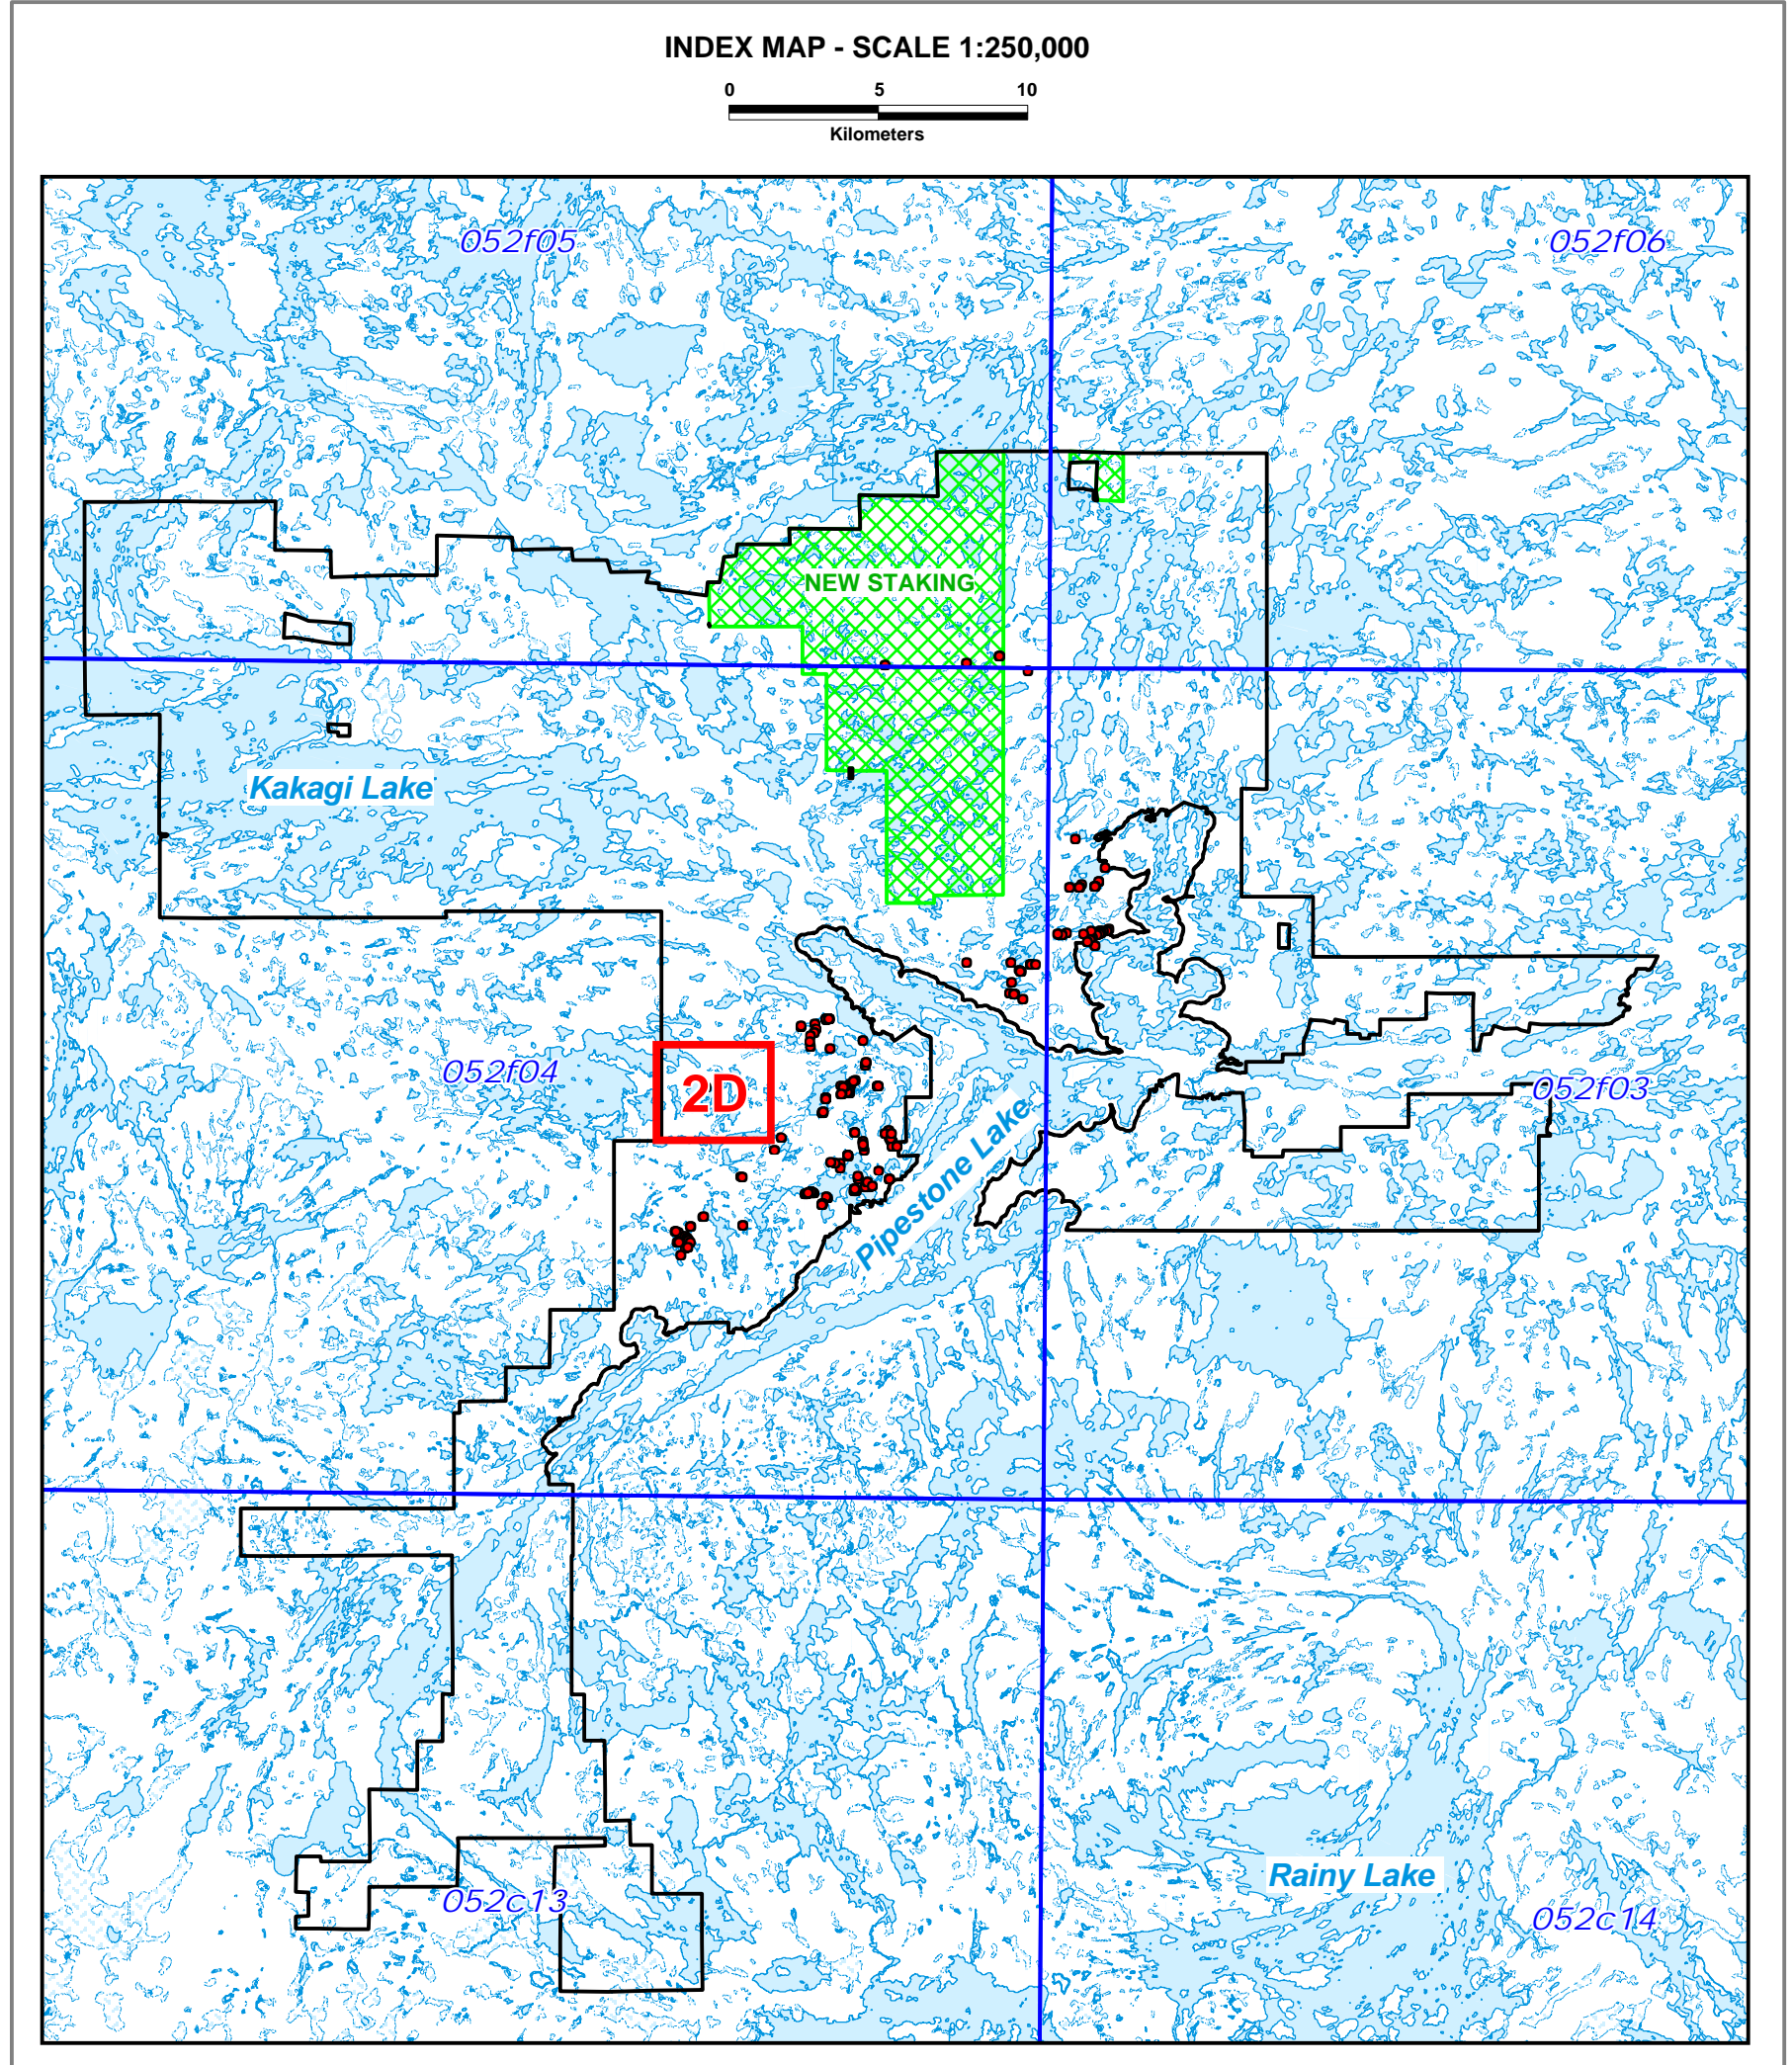 INDEX MAP - SCALE 1:250,000
0 5 10
Kilometers
052f05
052f06
NEW STAKING
Kakagi Lake
052f04
2D
052f03
Pipestone Lake
Rainy Lake
052c13
052c14